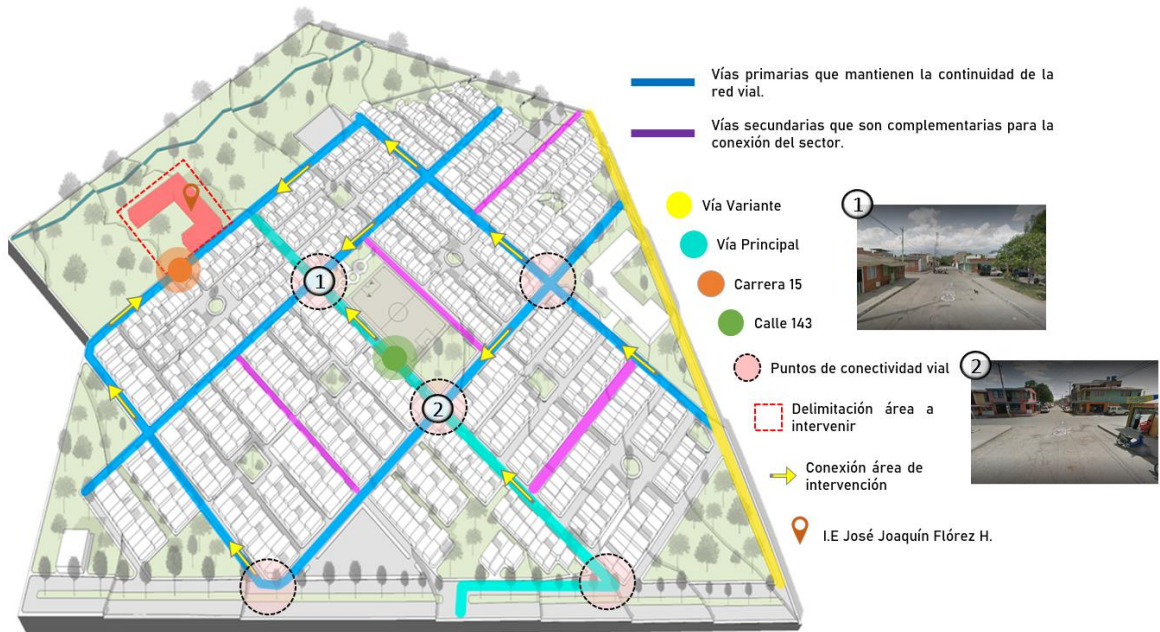 Vías primarias que mantienen la continuidad de la
red vial.
Vías secundarias que son complementarias para la
conexión del sector.
Vía Variante
1
Vía Principal
Carrera 15
Calle 143
Puntos de conectividad vial
2
Delimitación área a
intervenir
Conexión área de
intervención
I.E José Joaquín Flórez H.
1
2